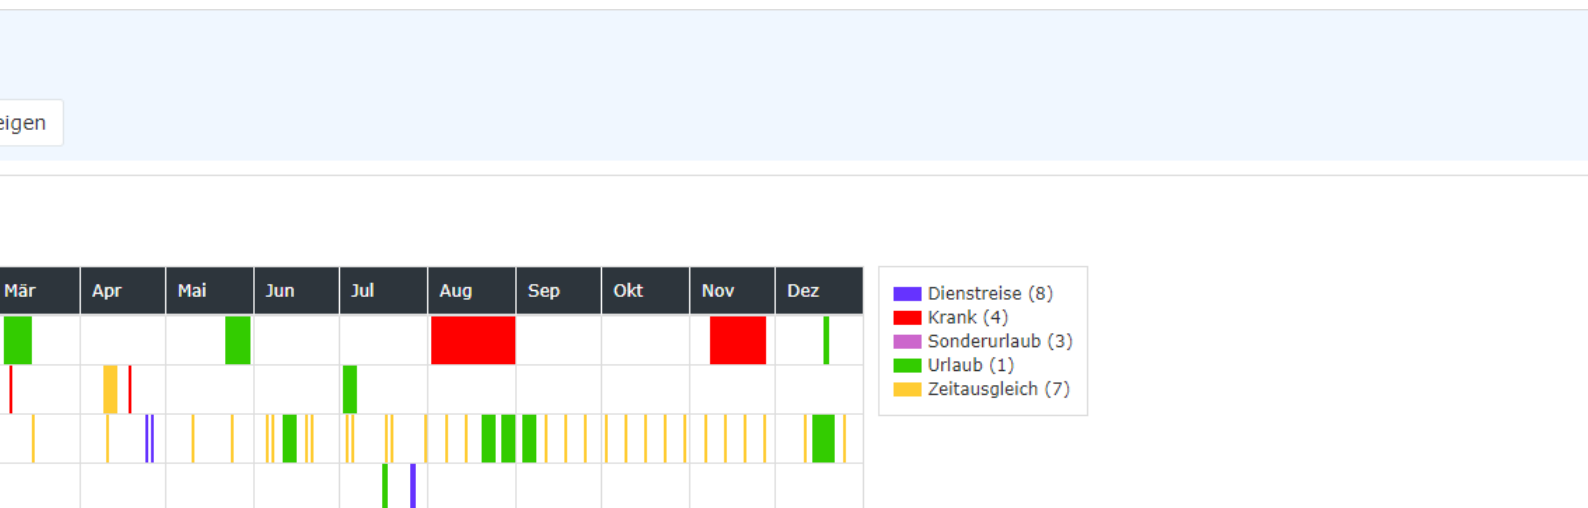 eigen
Mär Apr Mai Jun Jul Aug Sep Okt Nov Dez
Dienstreise (8)
Krank (4)
Sonderurlaub (3)
Urlaub (1)
Zeitausgleich (7)